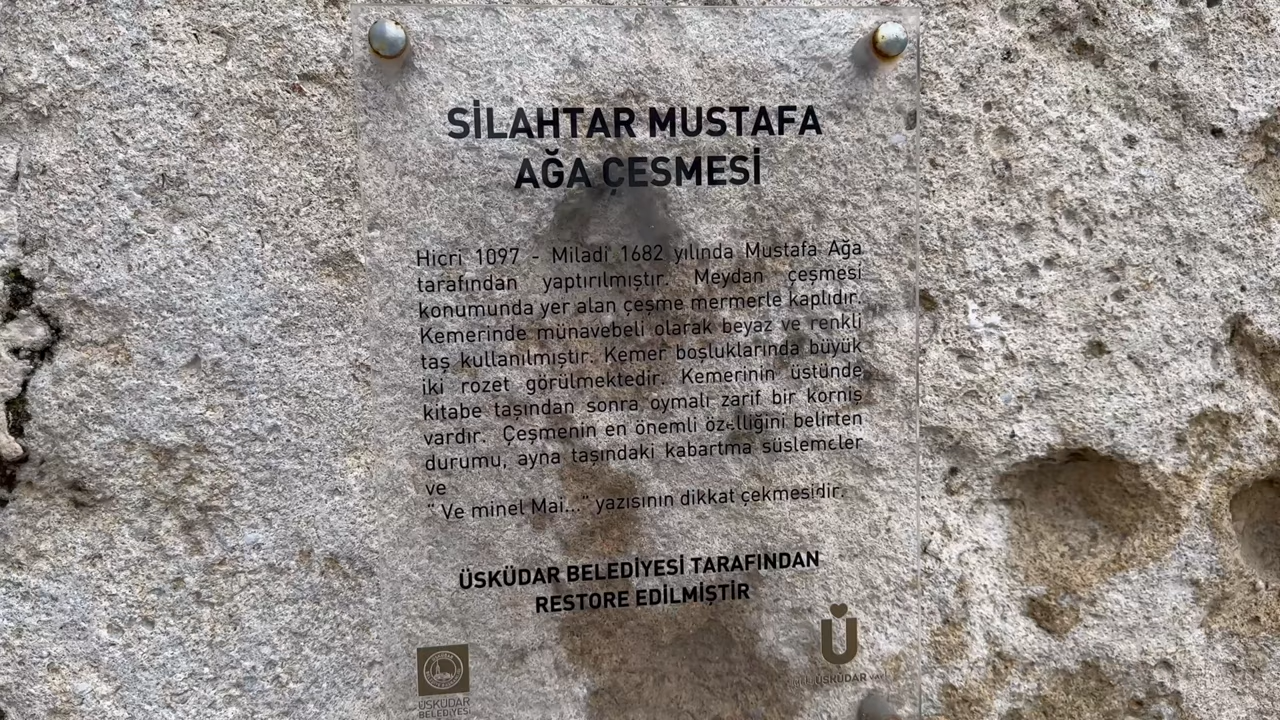 SİLAHTAR MUSTAFA
AĞA ÇESMESİ
Hicri 1097 - Miladi 1682 yılında Mustafa Ağa
tarafından yaptırılmıştır. Meydan çeşmesi
konumunda yer alan çeşme mermerle kaplıdır.
Kemerinde münavebeli olarak beyaz ve renkli
taş kullanılmıştir. Kemer boşluklarında büyük
iki rozet görülmektedir. Kemerinin üstünde
kitabe taşından sonra oymalı zarif bir korniş
vardır. Çeşmenin en önemli özelliğini belirten
durumu, ayna taşındaki kabartma süslemeler
ve
" Ve minel Mai..." yazısının dikkat çekmesidir.
ÜSKÜDAR BELEDİYESİ TARAFINDAN
RESTORE EDİLMİŞTİR
ÜSKÜDAR
BELEDİYESİ
Ü
ÜSKÜDAR